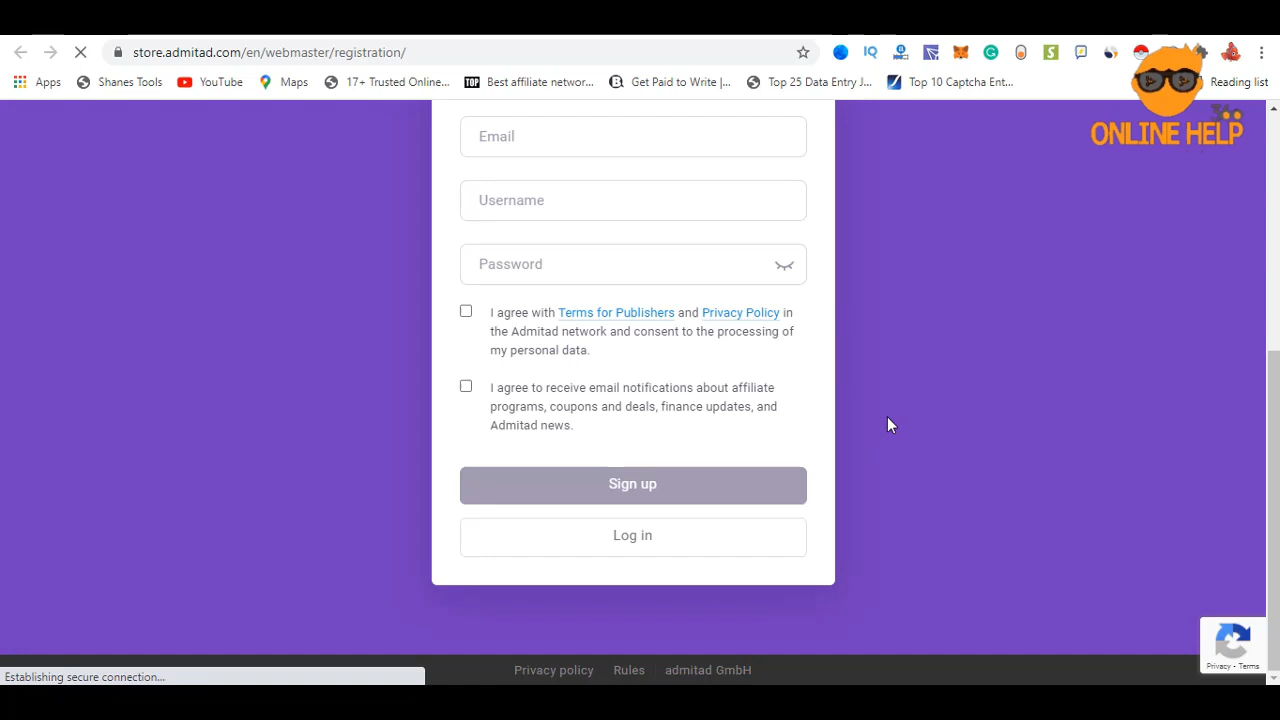 store.admitad.com/en/webmaster/registration/
Apps
Shanes Tools
YouTube
Maps
17+ Trusted Online...
TOP
Best affiliate networ...
Get Paid to Write |...
Top 25 Data Entry J...
Top 10 Captcha Ent...
Reading list
360
ONLINE HELP
Email
Username
Password
I agree with Terms for Publishers and Privacy Policy in
the Admitad network and consent to the processing of
my personal data.
I agree to receive email notifications about affiliate
programs, coupons and deals, finance updates, and
Admitad news.
Sign up
Log in
Privacy - Terms
Establishing secure connection...
Privacy policy
Rules
admitad GmbH